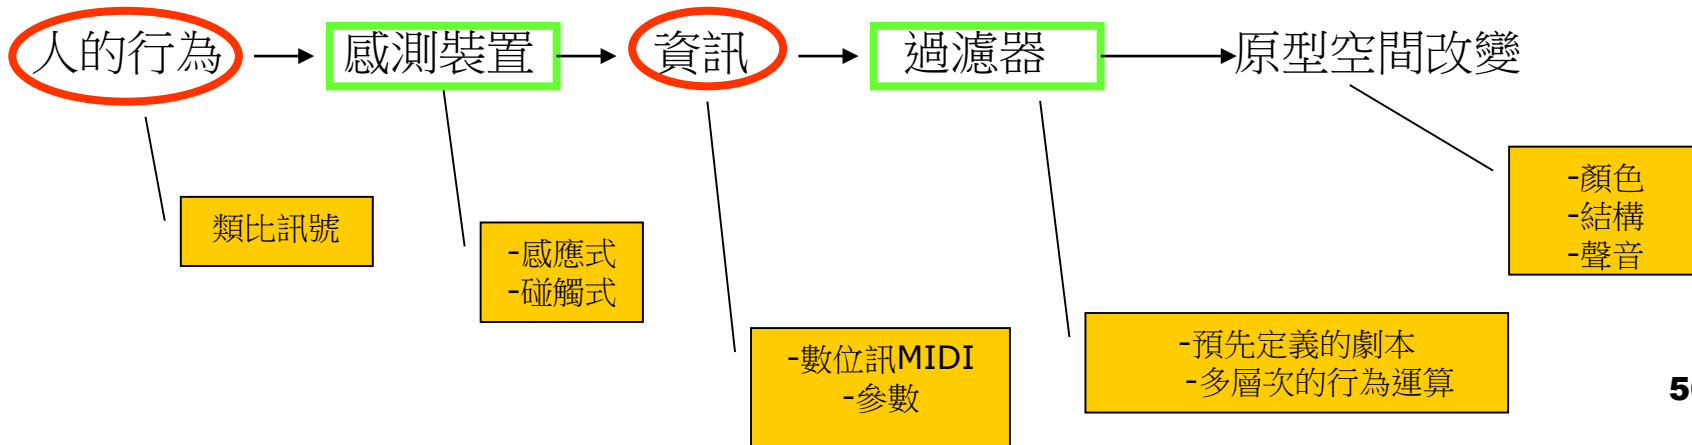 人的行為
感測裝置
資訊
過濾器
原型空間改變
類比訊號
-感應式
-碰觸式
-數位訊MIDI
-參數
-預先定義的劇本
-多層次的行為運算
-顏色
-結構
-聲音